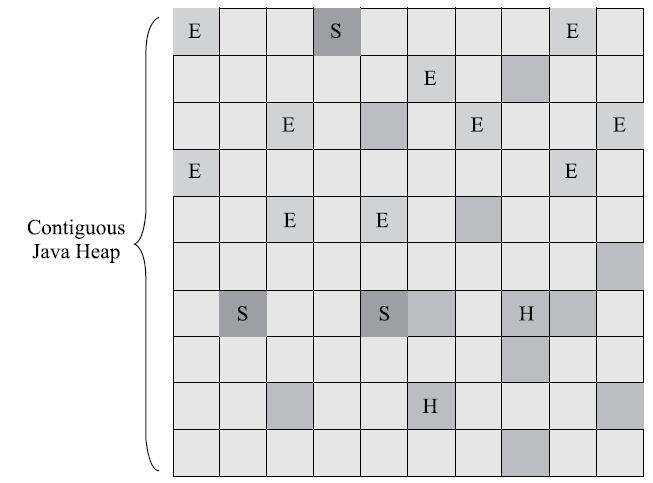 E S E
E
E E E
E E
Contiguous
Java Heap
E E
S S H
H